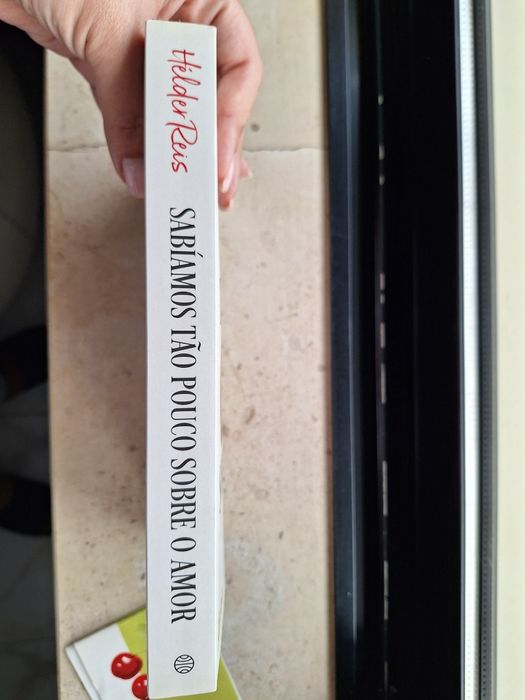 Hélder Reis
SABÍAMOS TÃO POUCO SOBRE O AMOR